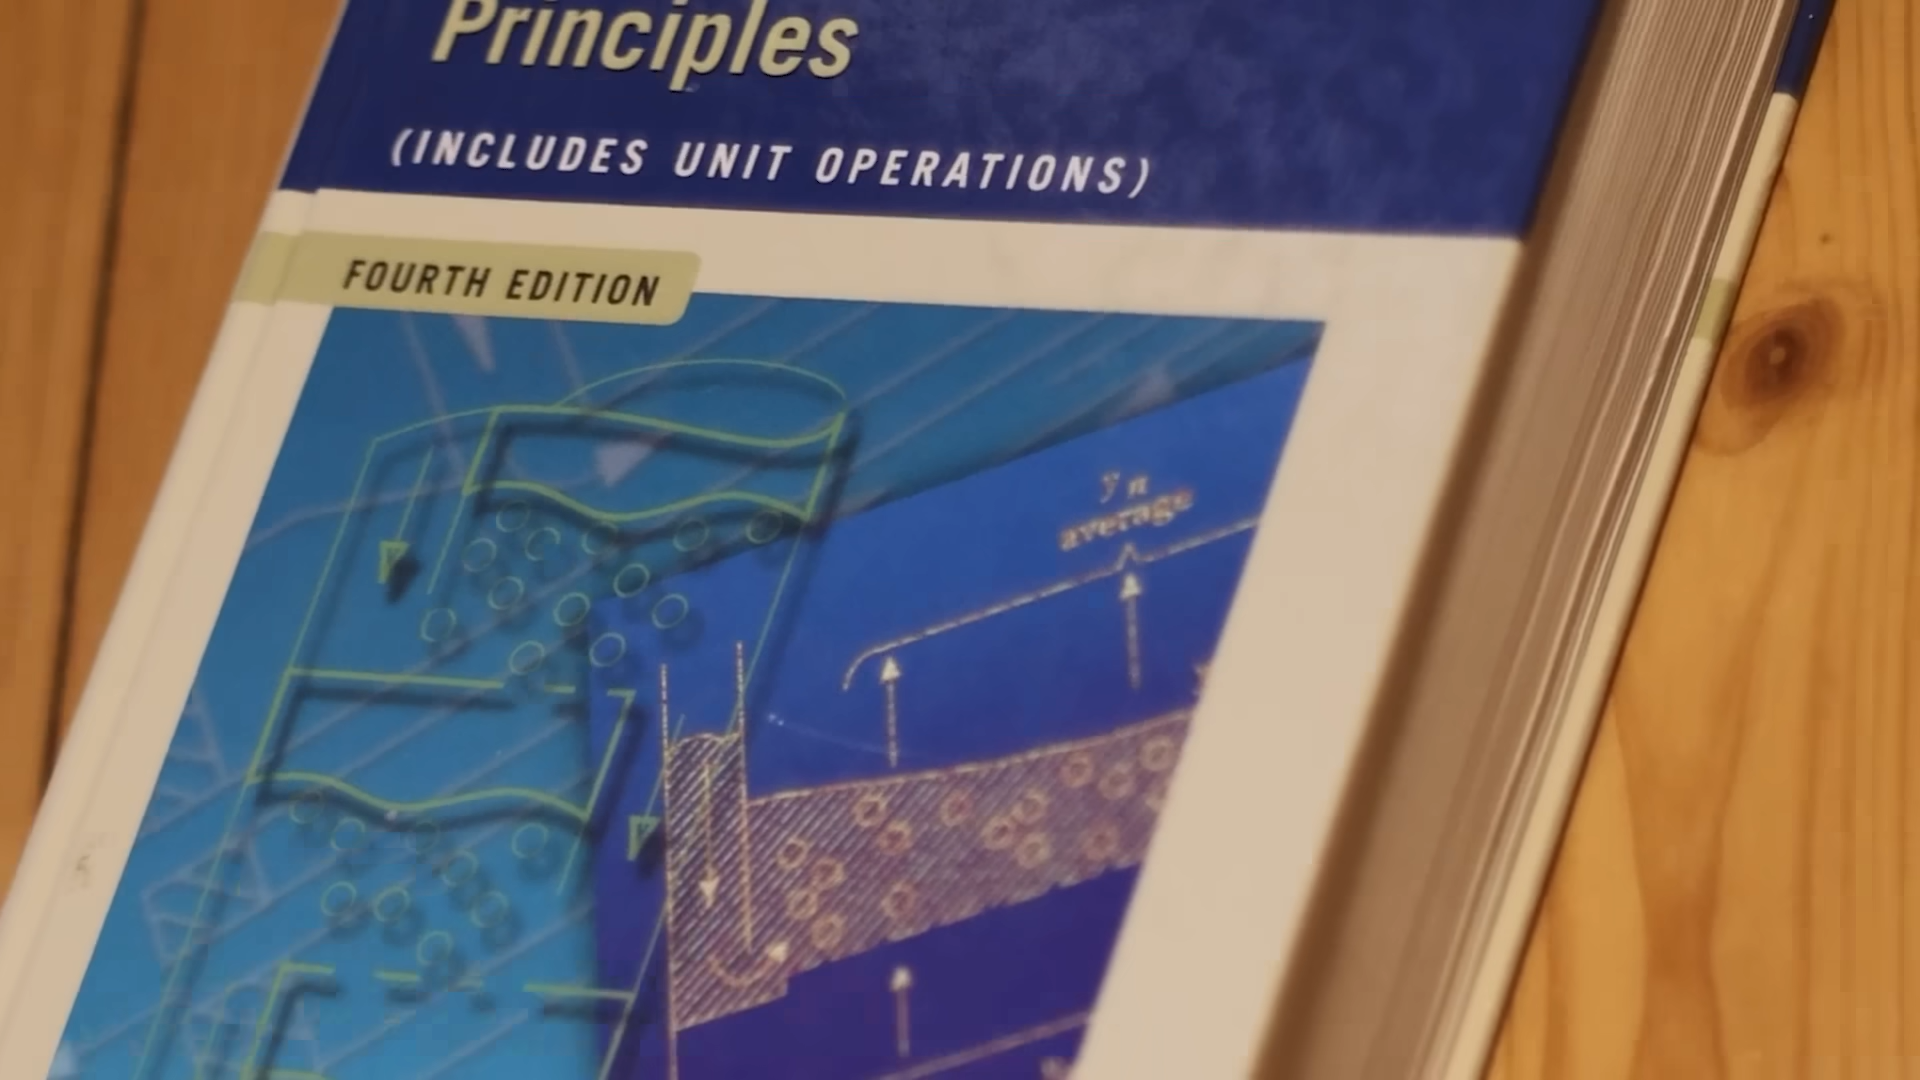 Principles
(INCLUDES UNIT OPERATIONS)
FOURTH EDITION
y n
average